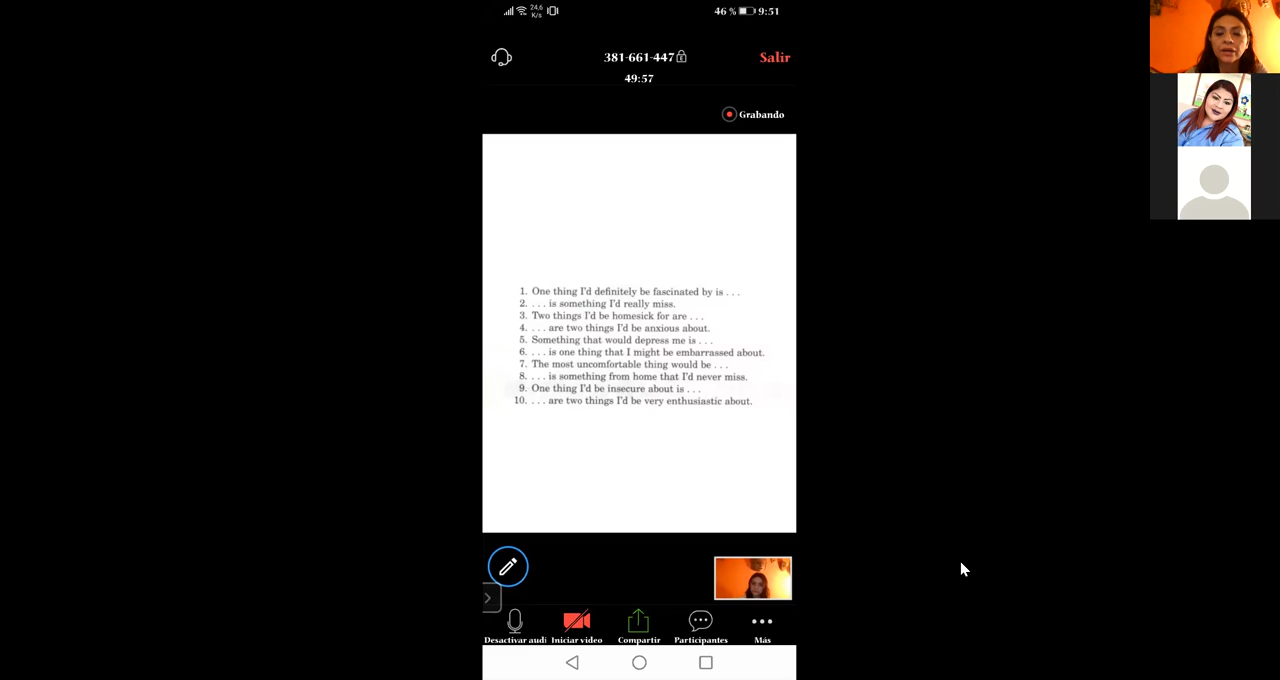 24,6
K/s
46 %
9:51
381-661-447
Salir
49:57
Grabando
1. One thing I'd definitely be fascinated by is . . .
2. . . . is something I'd really miss.
3. Two things I'd be homesick for are . . .
4. . . . are two things I'd be anxious about.
5. Something that would depress me is . . .
6. . . . is one thing that I might be embarrassed about.
7. The most uncomfortable thing would be . . .
8. . . . is something from home that I'd never miss.
9. One thing I'd be insecure about is . . .
10. . . . are two things I'd be very enthusiastic about.
Desactivar audi
Iniciar video
Compartir
Participantes
Más